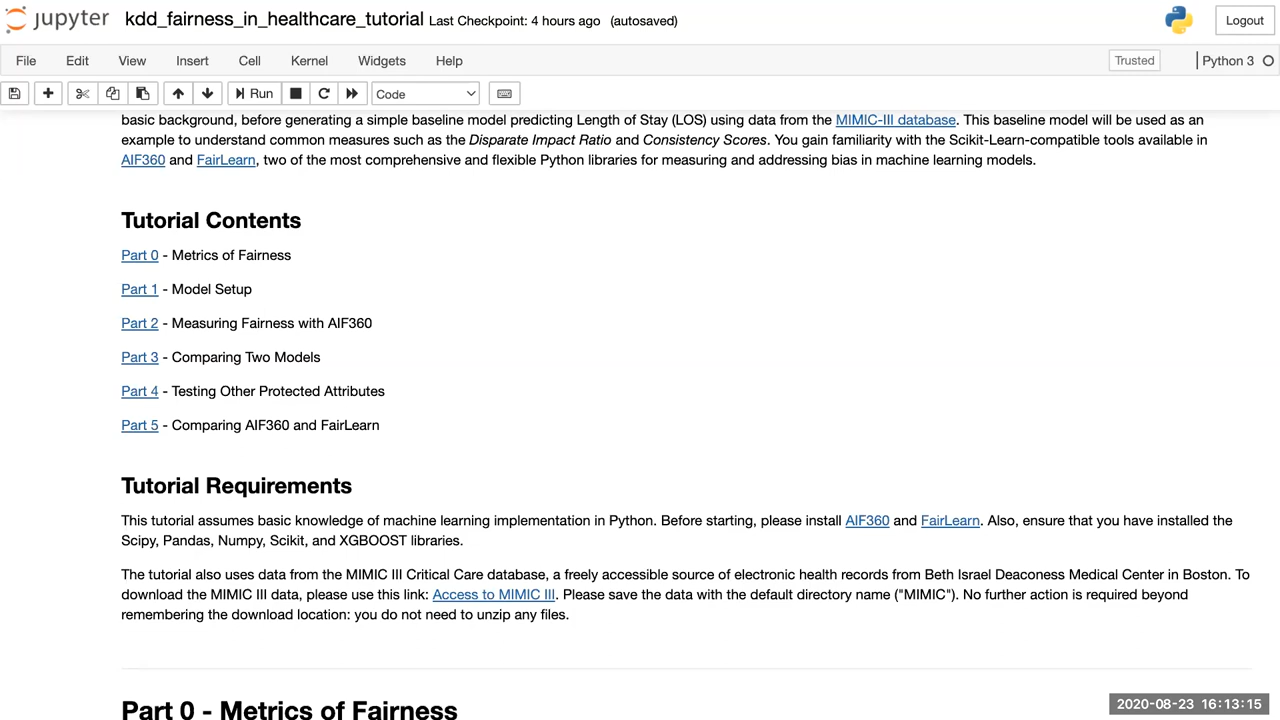 jupyter kdd_fairness_in_healthcare_tutorial Last Checkpoint: 4 hours ago (autosaved) Logout
File Edit View Insert Cell Kernel Widgets Help Trusted Python 3
Run Code
basic background, before generating a simple baseline model predicting Length of Stay (LOS) using data from the MIMIC-III database. This baseline model will be used as an
example to understand common measures such as the Disparate Impact Ratio and Consistency Scores. You gain familiarity with the Scikit-Learn-compatible tools available in
AIF360 and FairLearn, two of the most comprehensive and flexible Python libraries for measuring and addressing bias in machine learning models.
Tutorial Contents
Part 0 - Metrics of Fairness
Part 1 - Model Setup
Part 2 - Measuring Fairness with AIF360
Part 3 - Comparing Two Models
Part 4 - Testing Other Protected Attributes
Part 5 - Comparing AIF360 and FairLearn
Tutorial Requirements
This tutorial assumes basic knowledge of machine learning implementation in Python. Before starting, please install AIF360 and FairLearn. Also, ensure that you have installed the
Scipy, Pandas, Numpy, Scikit, and XGBOOST libraries.
The tutorial also uses data from the MIMIC III Critical Care database, a freely accessible source of electronic health records from Beth Israel Deaconess Medical Center in Boston. To
download the MIMIC III data, please use this link: Access to MIMIC III. Please save the data with the default directory name ("MIMIC"). No further action is required beyond
remembering the download location: you do not need to unzip any files.
Part 0 - Metrics of Fairness
2020-08-23 16:13:15